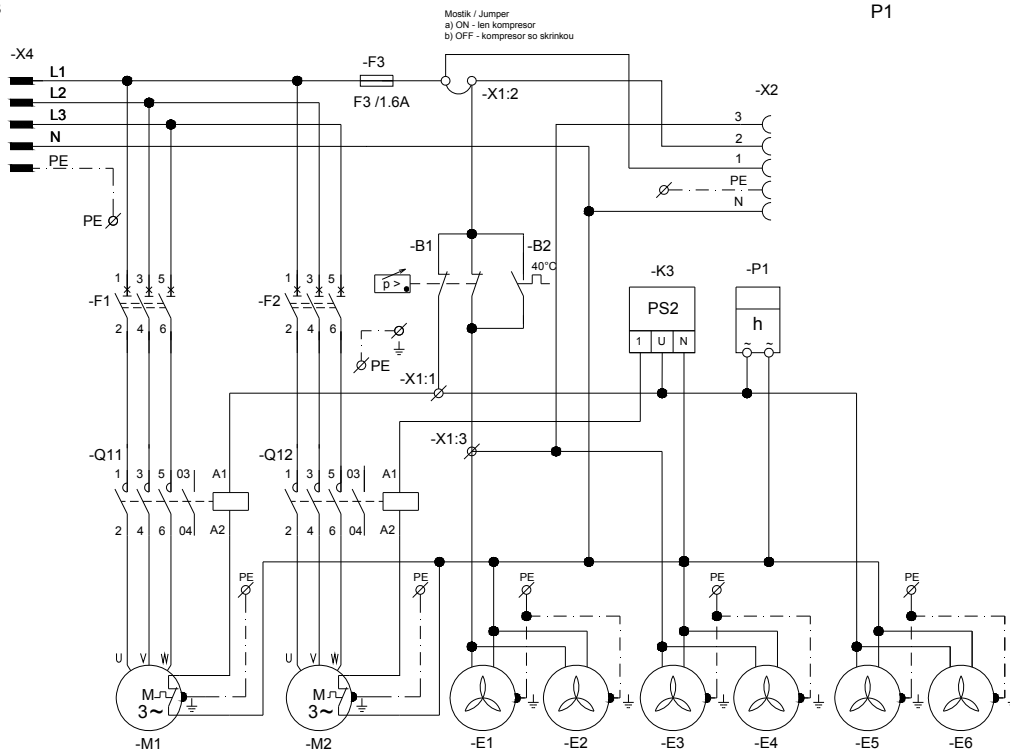 Mostik / Jumper
a) ON - len kompresor
b) OFF - kompresor so skrinkou
P1
-X4
L1
L2
L3
N
PE
PE
-F3
F3 /1.6A
-X1:2
-X2
3
2
1
PE
N
-B1
-B2
40°C
p >
-K3
PS2
1 U N
-P1
h
~ ~
-F1
1 3 5
2 4 6
-F2
1 3 5
2 4 6
PE
-X1:1
-X1:3
-Q11
1 3 5 03 A1
2 4 6 04 A2
-Q12
1 3 5 03 A1
2 4 6 04 A2
PE
PE
PE
PE
PE
U V W
U V W
M
3~
M
3~
-M1
-M2
-E1
-E2
-E3
-E4
-E5
-E6